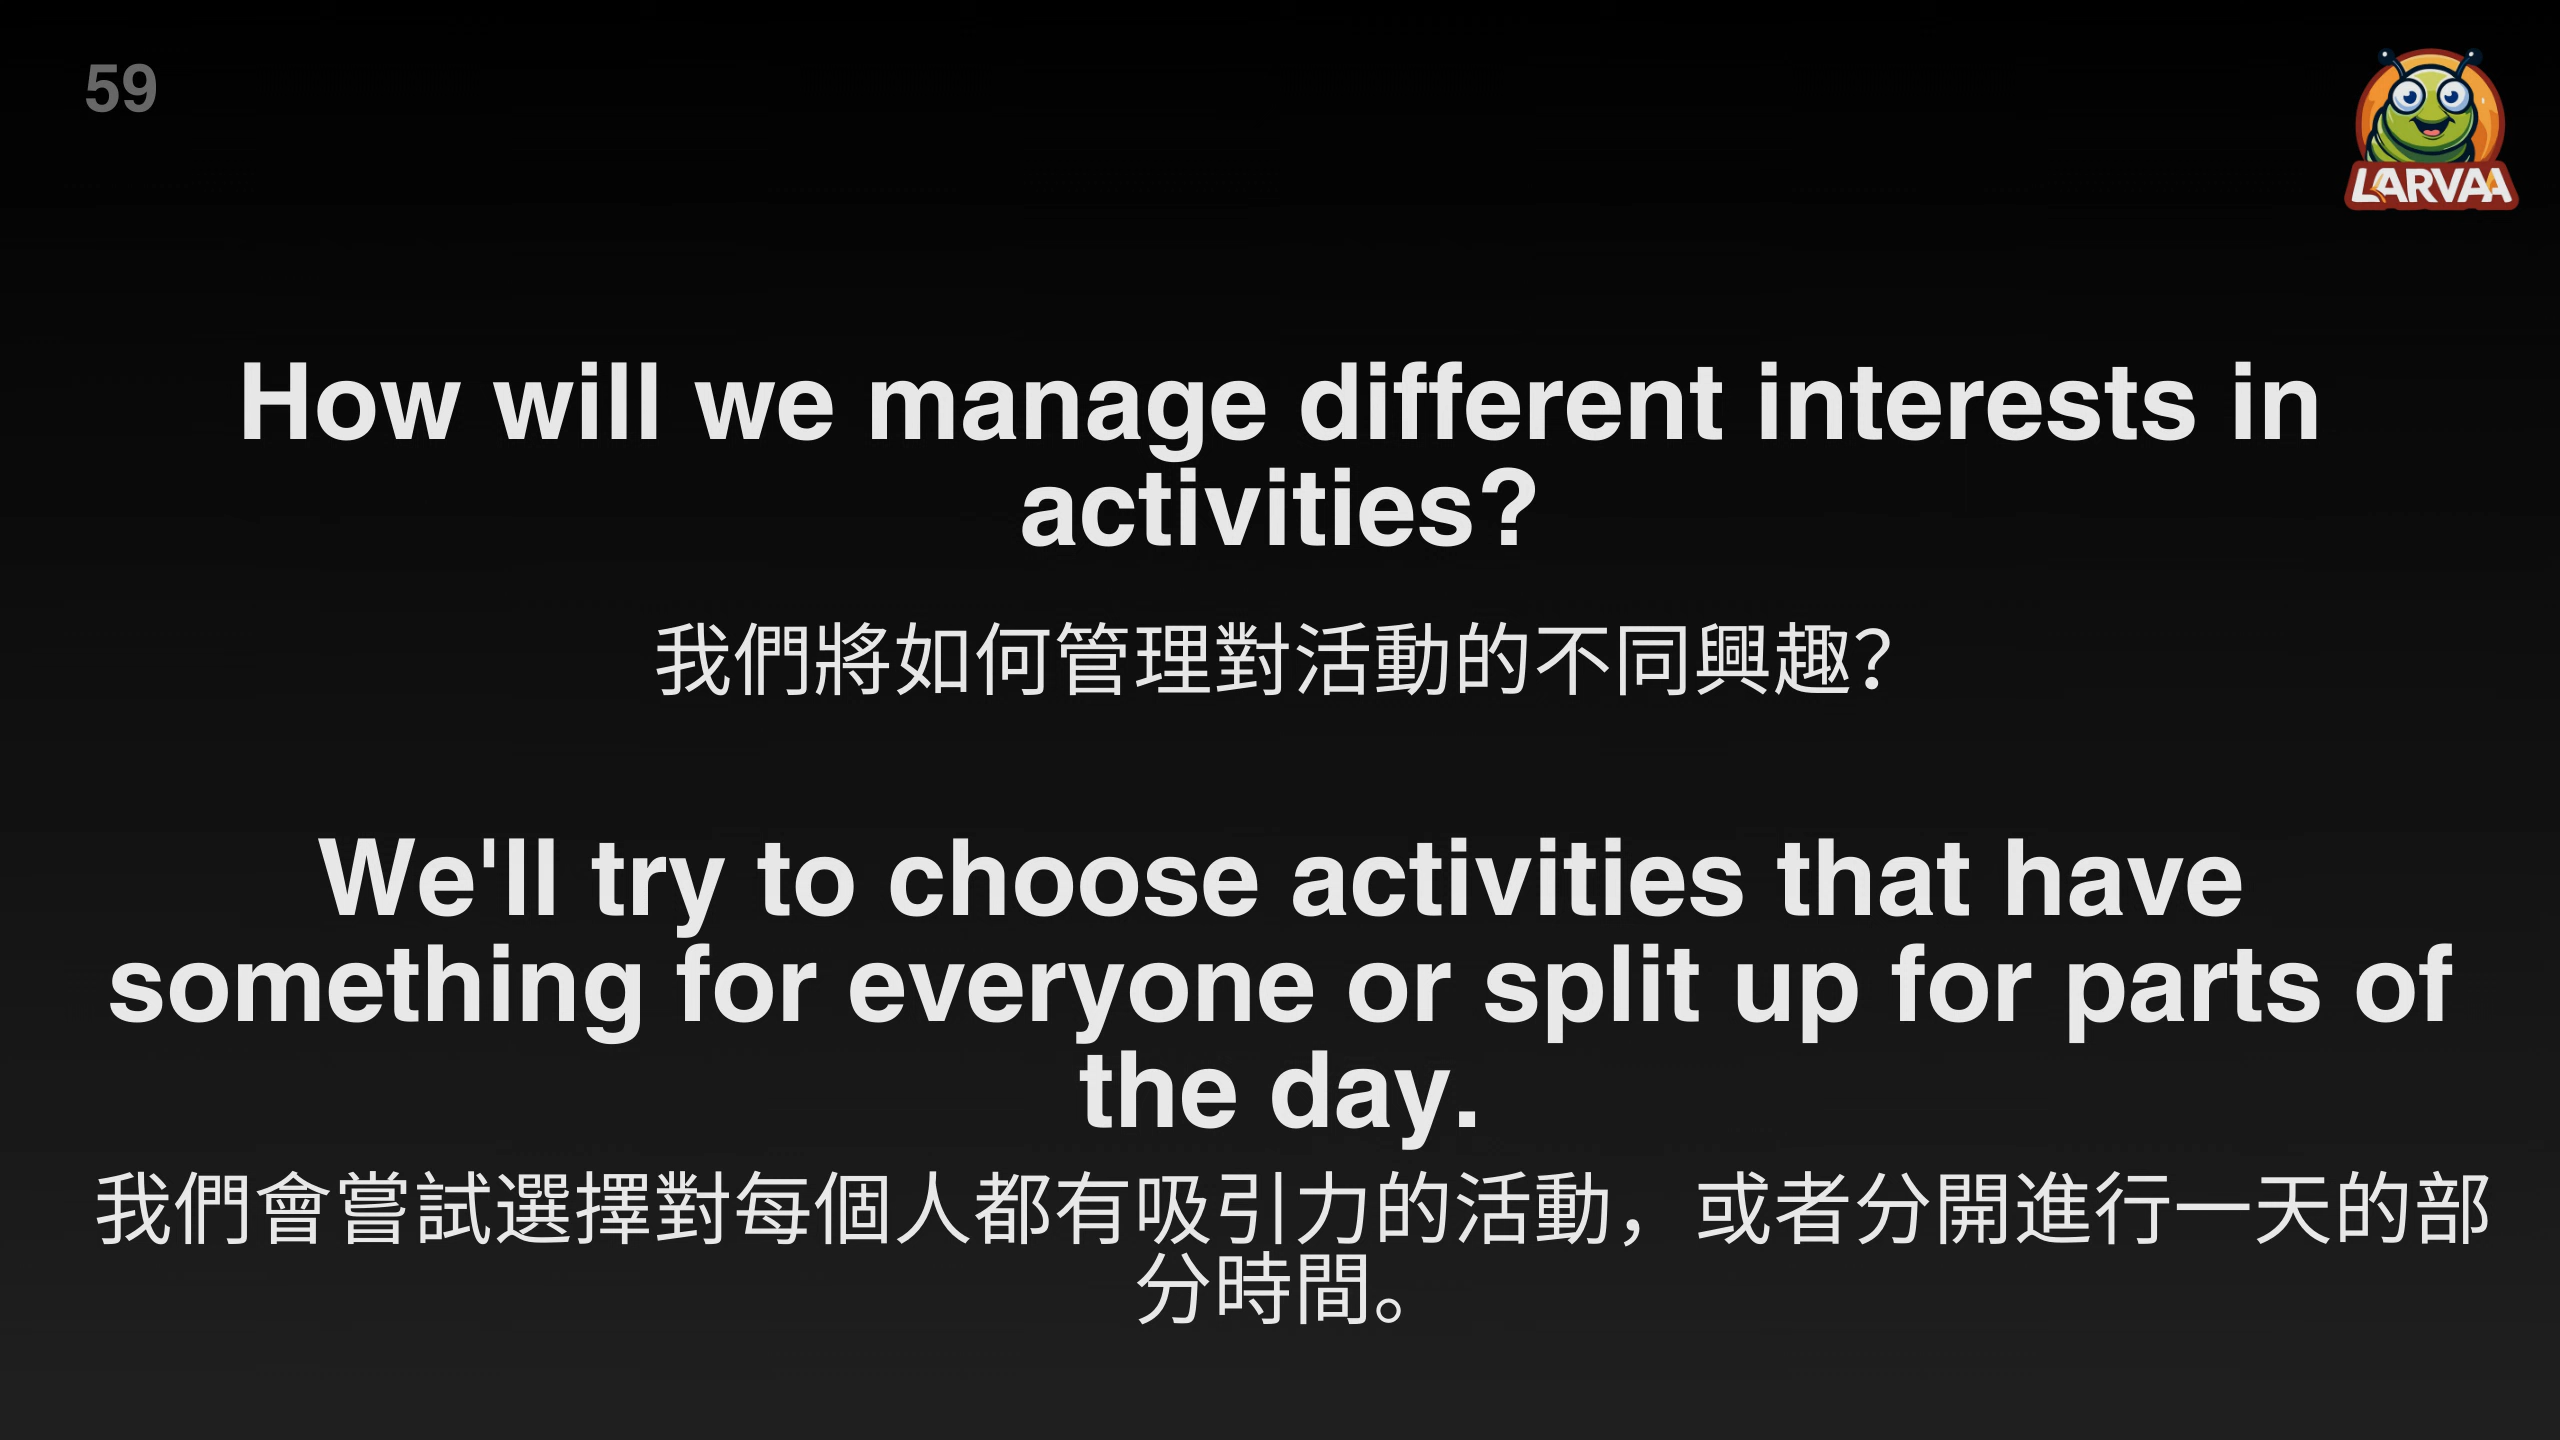 59
LARVAA
How will we manage different interests in
activities?
我們將如何管理對活動的不同興趣?
We'll try to choose activities that have
something for everyone or split up for parts of
the day.
我們會嘗試選擇對每個人都有吸引力的活動，或者分開進行一天的部
分時間。